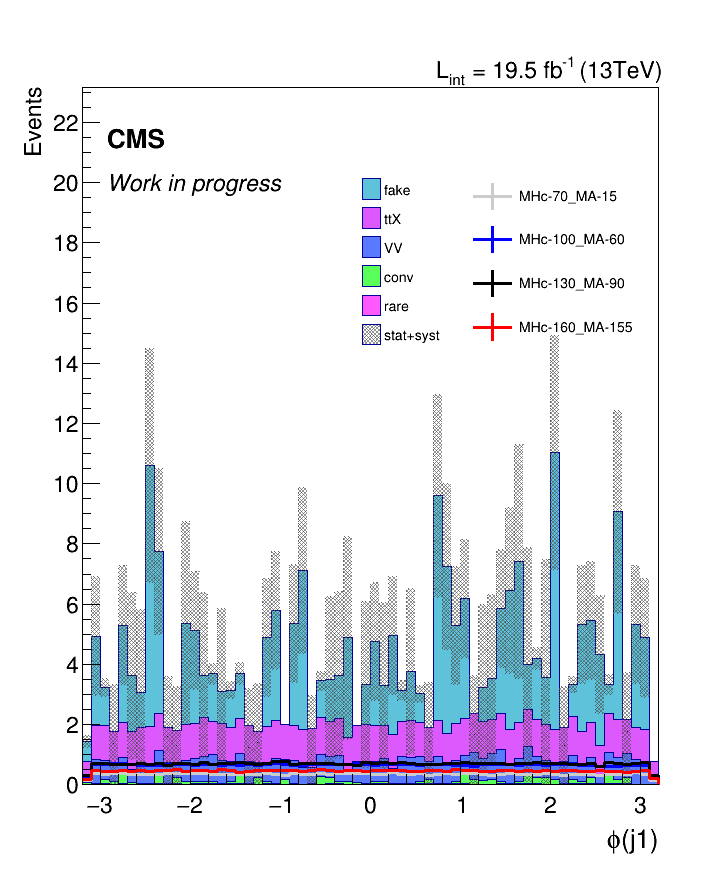 L_int = 19.5 fb^-1 (13TeV)
Events
CMS
Work in progress
fake
ttX
VV
conv
rare
stat+syst
MHc-70_MA-15
MHc-100_MA-60
MHc-130_MA-90
MHc-160_MA-155
22
20
18
16
14
12
10
8
6
4
2
0
−3 −2 −1 0 1 2 3
ϕ(j1)